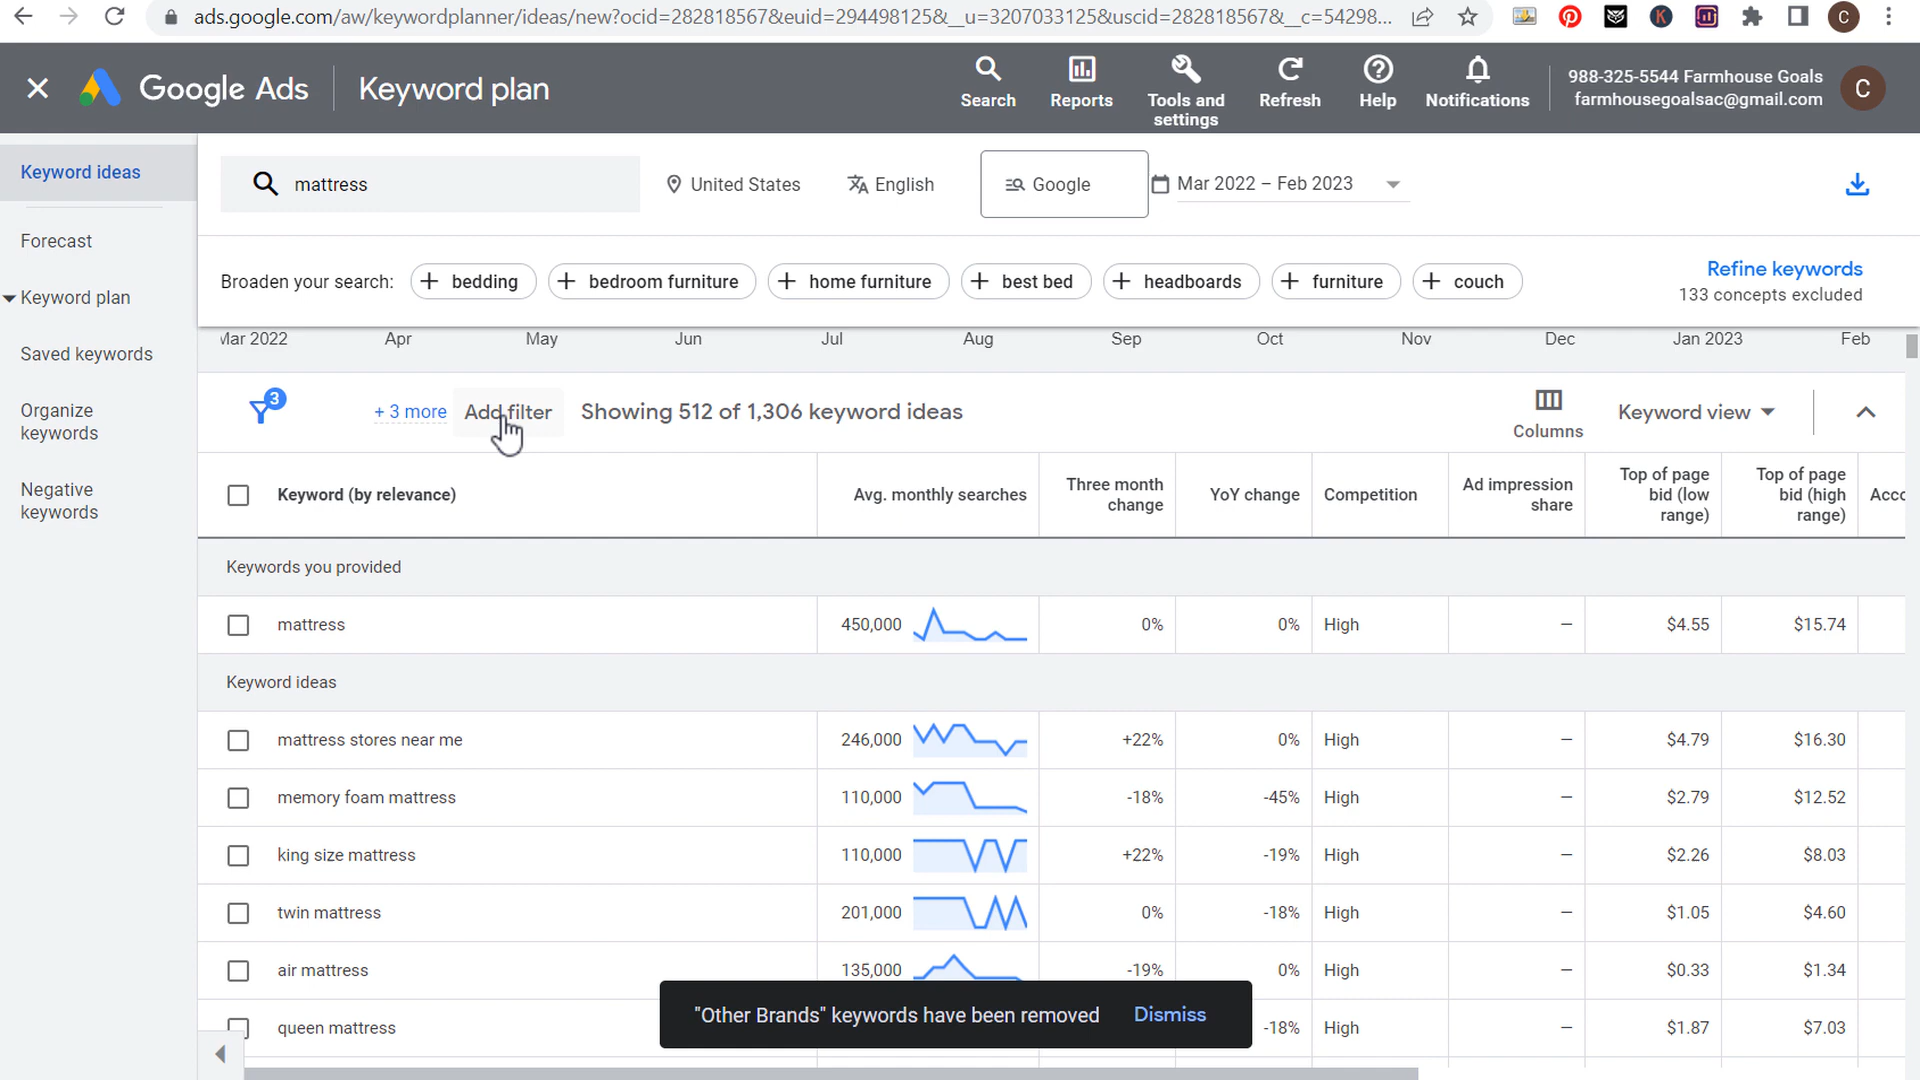 ads.google.com/aw/keywordplanner/ideas/new?ocid=282818567&euid=294498125&__u=3207033125&uscid=282818567&__c=54298...
K
C
Google Ads
Keyword plan
Search
Reports
Tools and settings
Refresh
Help
Notifications
988-325-5544 Farmhouse Goals
farmhousegoalsac@gmail.com
C
Keyword ideas
Forecast
Keyword plan
Saved keywords
Organize
keywords
Negative
keywords
mattress
United States
English
Google
Mar 2022 – Feb 2023
Broaden your search:
bedding
bedroom furniture
home furniture
best bed
headboards
furniture
couch
Refine keywords
133 concepts excluded
Mar 2022 Apr May Jun Jul Aug Sep Oct Nov Dec Jan 2023 Feb
3
+ 3 more
Add filter
Showing 512 of 1,306 keyword ideas
Columns
Keyword view
Keyword (by relevance)
Avg. monthly searches
Three month
change
YoY change
Competition
Ad impression
share
Top of page
bid (low
range)
Top of page
bid (high
range)
Acco
Keywords you provided
mattress 450,000 0% 0% High – $4.55 $15.74
Keyword ideas
mattress stores near me 246,000 +22% 0% High – $4.79 $16.30
memory foam mattress 110,000 -18% -45% High – $2.79 $12.52
king size mattress 110,000 +22% -19% High – $2.26 $8.03
twin mattress 201,000 0% -18% High – $1.05 $4.60
air mattress 135,000 -19% 0% High – $0.33 $1.34
queen mattress -18% High – $1.87 $7.03
"Other Brands" keywords have been removed Dismiss